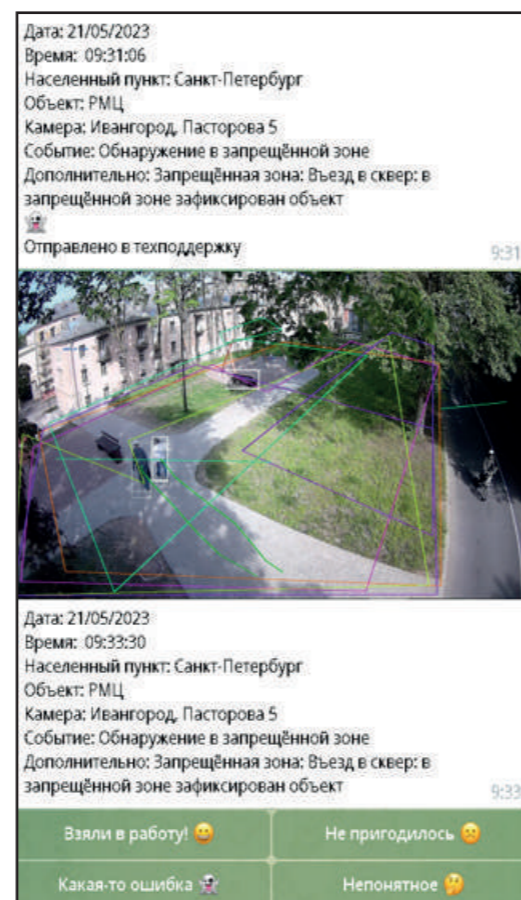 Дата: 21/05/2023
Время: 09:31:06
Населенный пункт: Санкт-Петербург
Объект: РМЦ
Камера: Ивангород, Пасторова 5
Событие: Обнаружение в запрещённой зоне
Дополнительно: Запрещённая зона: Въезд в сквер: в
запрещённой зоне зафиксирован объект
👻
Отправлено в техподдержку
9:31
Дата: 21/05/2023
Время: 09:33:30
Населенный пункт: Санкт-Петербург
Объект: РМЦ
Камера: Ивангород, Пасторова 5
Событие: Обнаружение в запрещённой зоне
Дополнительно: Запрещённая зона: Въезд в сквер: в
запрещённой зоне зафиксирован объект
9:33
Взяли в работу! 😀
Не пригодилось ☹️
Какая-то ошибка 👻
Непонятное 🤔